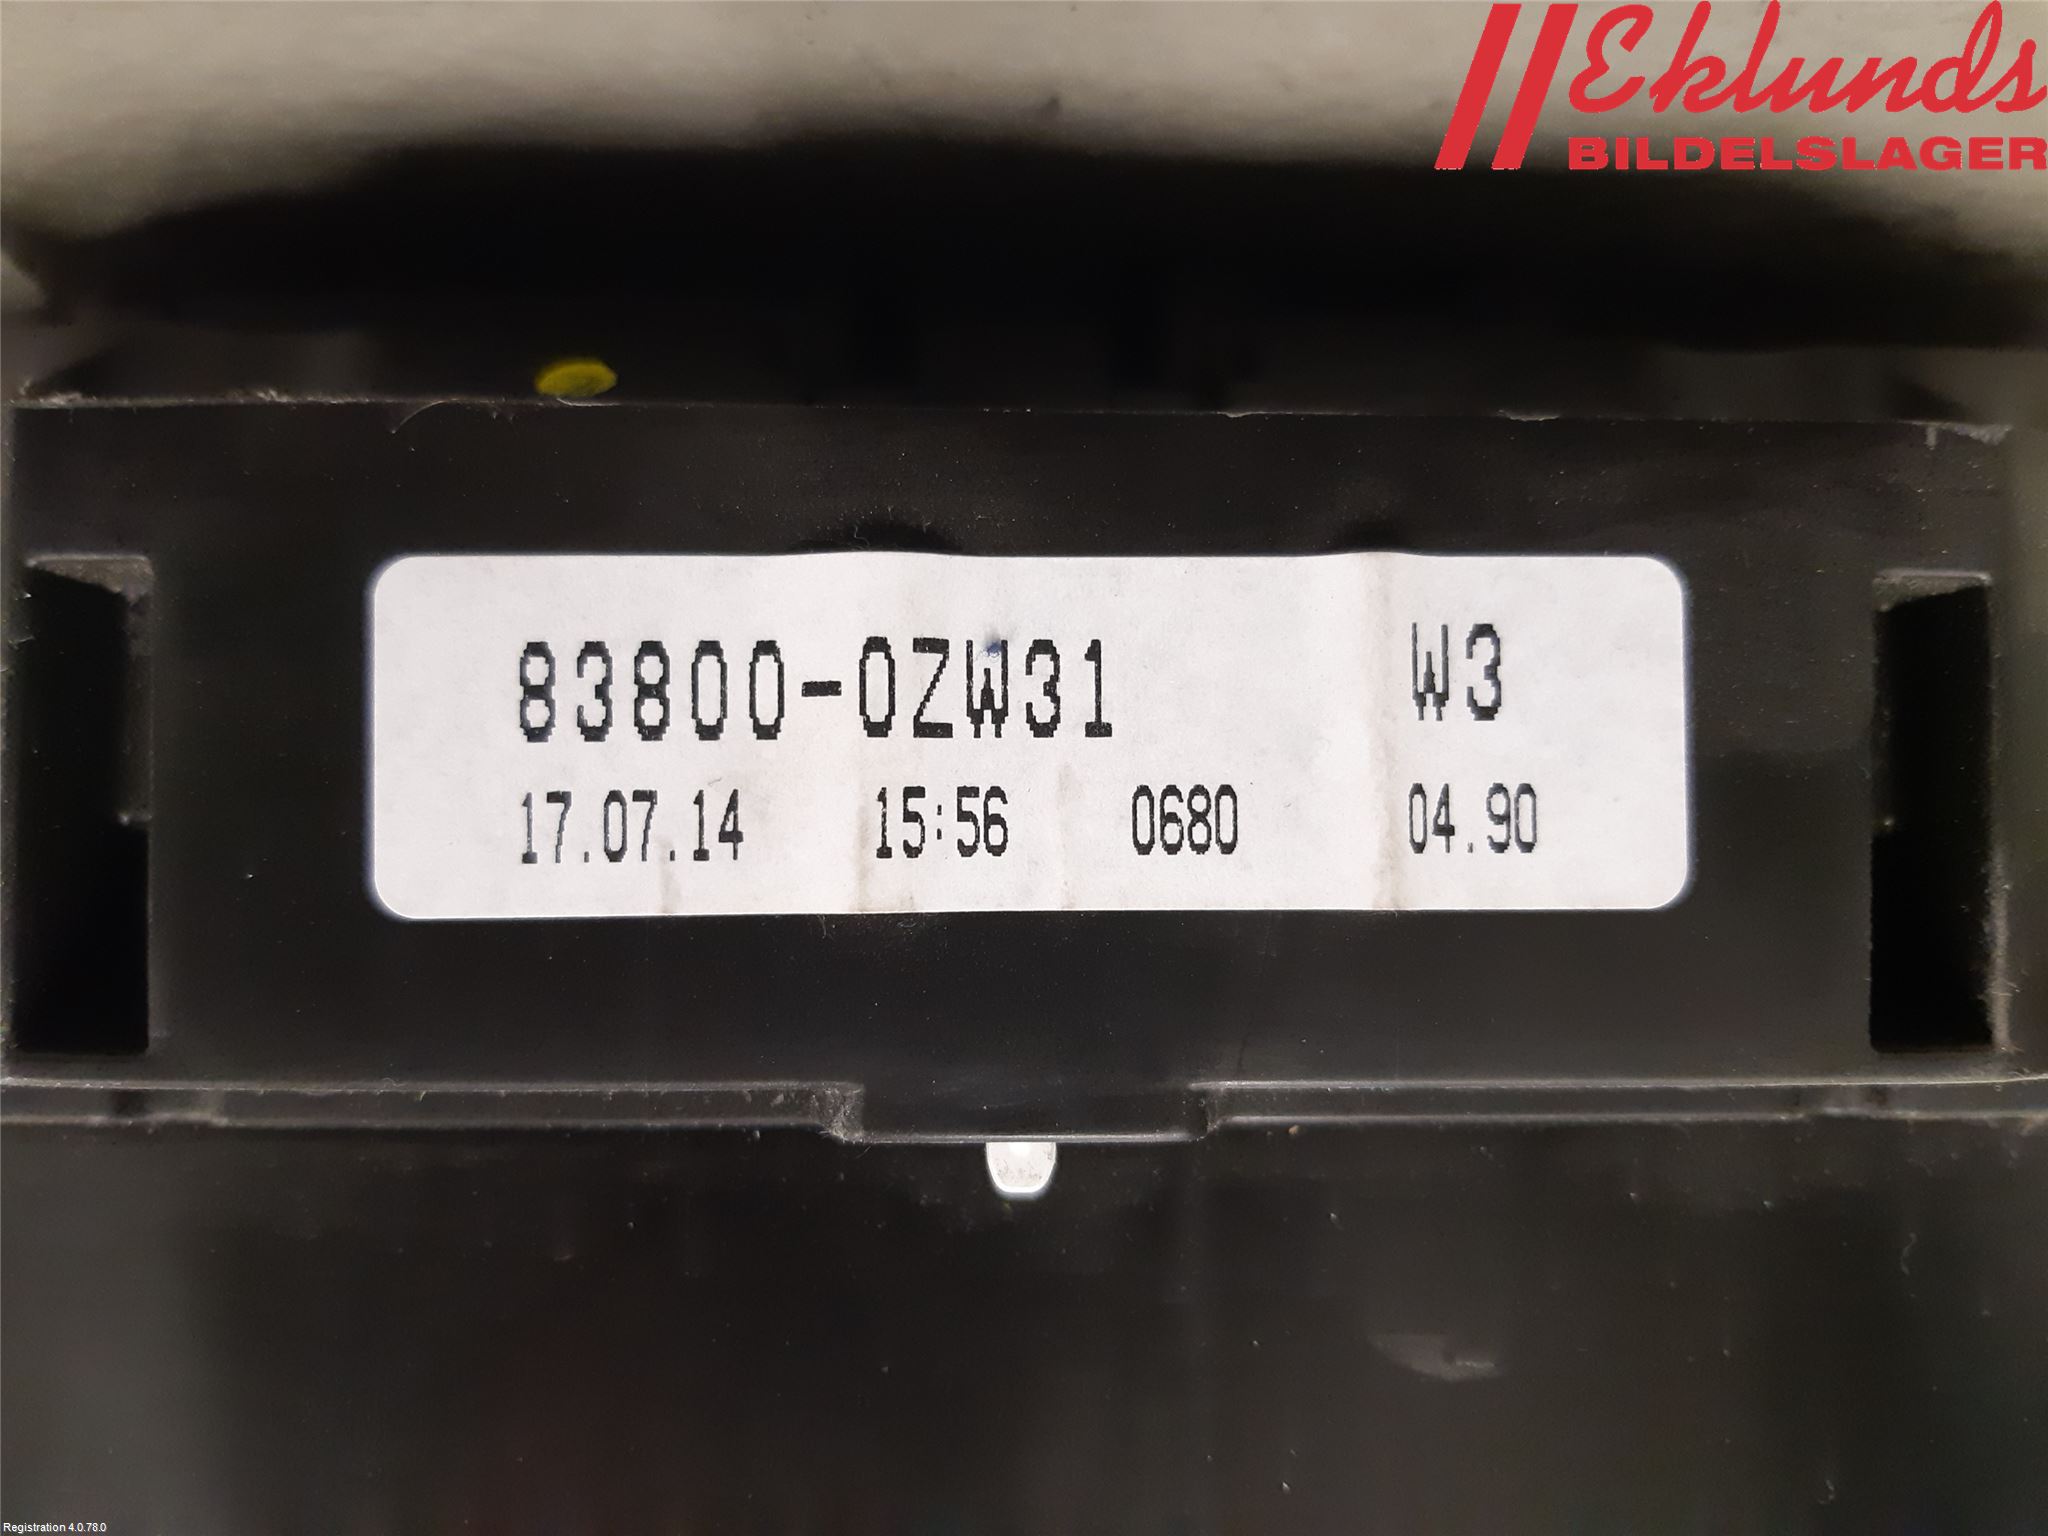 Eklunds
BILDELSLAGER
83800-0ZW31 W3
17.07.14 15:56 0680 04.90
Registration 4.0.78.0